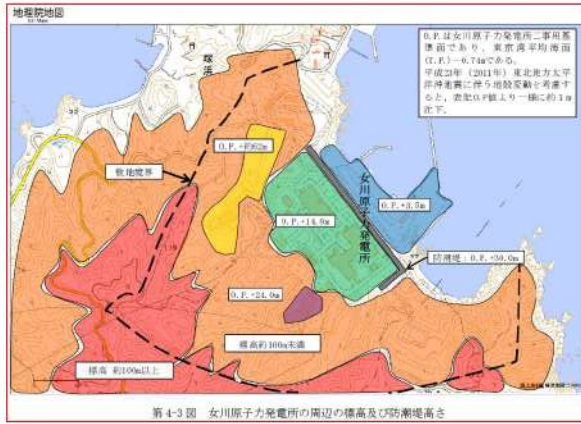 地理院地図
O.P.は女川原子力発電所工事用基
準面であり、東京湾平均海面
(T.P.)-0.74mである。
平成23年(2011年)東北地方太平
洋沖地震に伴う地殻変動を考慮す
ると、表記O.P値より一様に約1m
沈下。
塚浜
O.P.+約62m
敷地境界
O.P.+3.5m
女川原子力発電所
O.P.+14.8m
防潮堤:O.P.+30.0m
O.P.+24.0m
標高約100m未満
標高 約100m以上
第4-3図 女川原子力発電所の周辺の標高及び防潮堤高さ